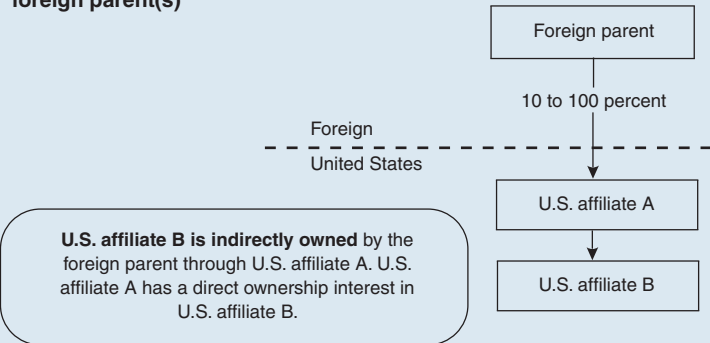 foreign parent(s)
Foreign parent
10 to 100 percent
Foreign
United States
U.S. affiliate A
U.S. affiliate B is indirectly owned by the
foreign parent through U.S. affiliate A. U.S.
affiliate A has a direct ownership interest in
U.S. affiliate B.
U.S. affiliate B